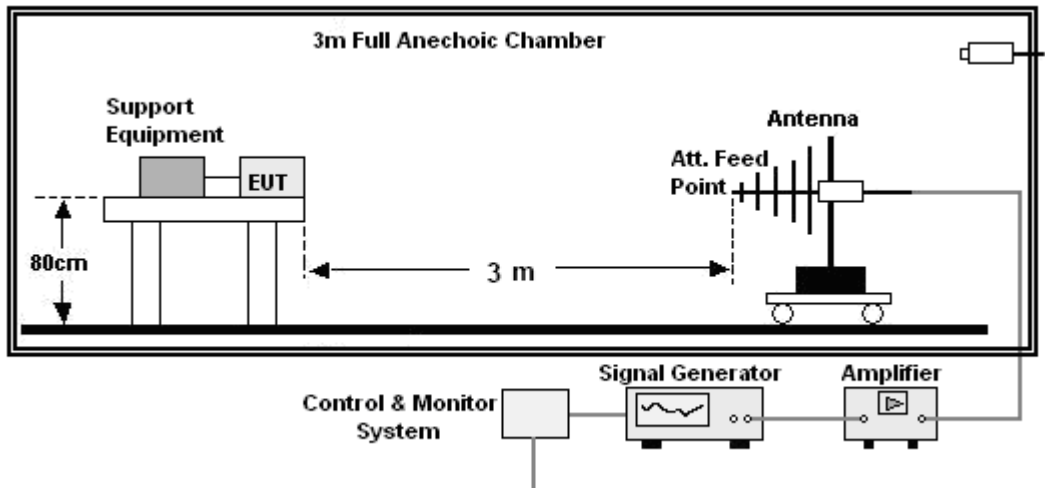 3m Full Anechoic Chamber
Support
Equipment
EUT
Antenna
Att. Feed
Point
80cm
3 m
Signal Generator
Amplifier
Control & Monitor
System